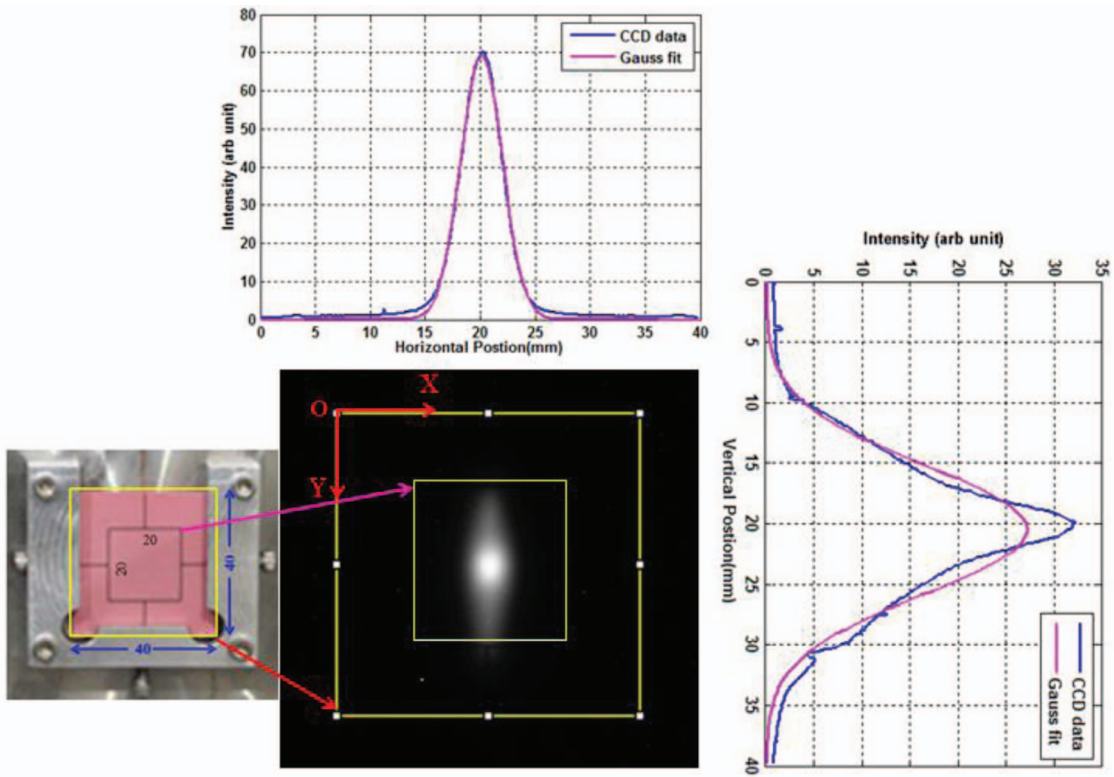 80
70
60
50
40
30
20
10
0
Intensity (arb unit)
CCD data
Gauss fit
0 5 10 15 20 25 30 35 40
Horizontal Postion(mm)
Intensity (arb unit)
0 5 10 15 20 25 30 35
0
5
10
15
20
25
30
35
40
Vertical Postion(mm)
CCD data
Gauss fit
O
X
Y
20
20
40
40